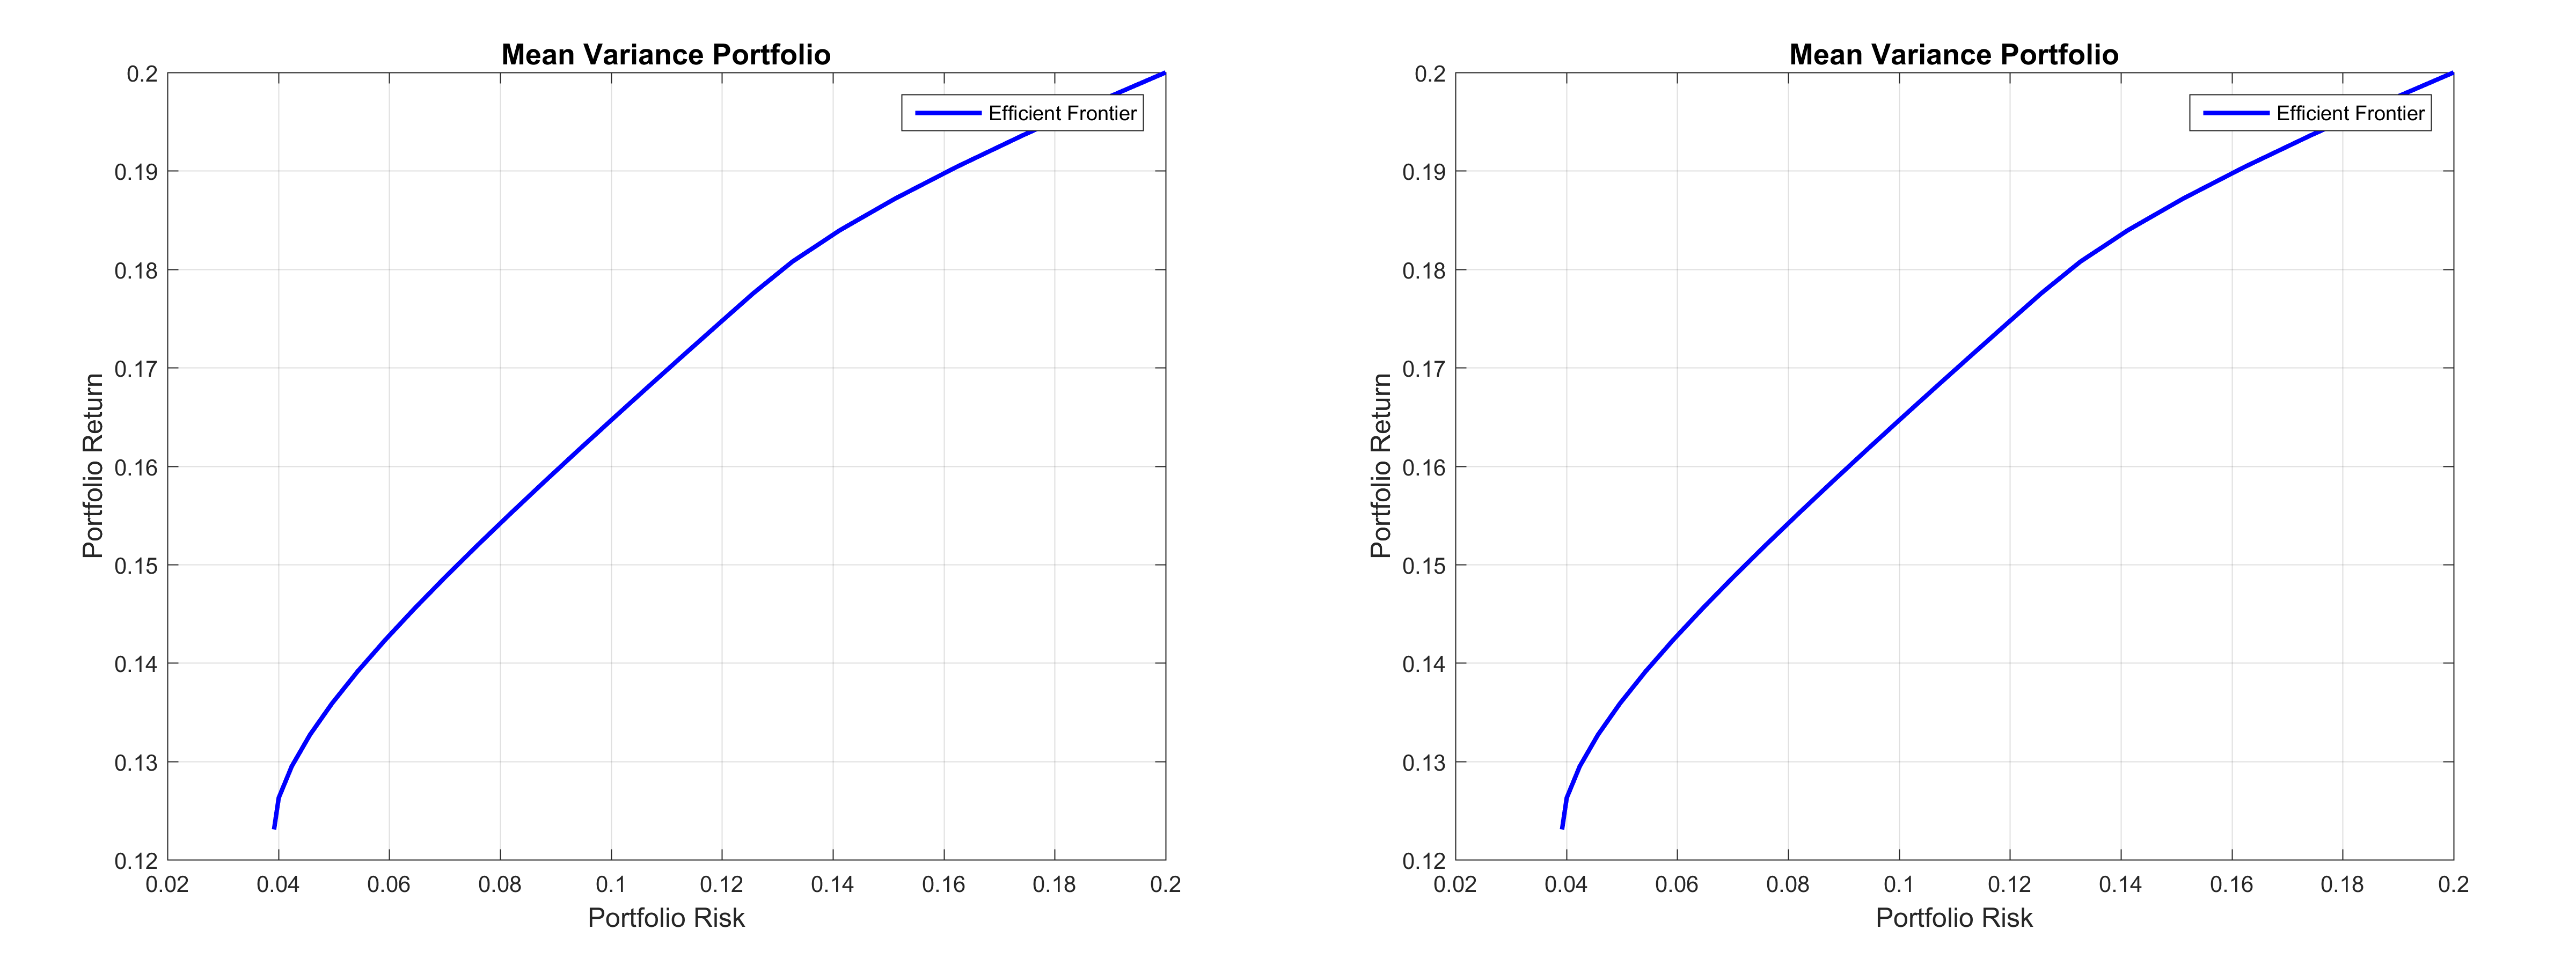 Mean Variance Portfolio
0.2
Efficient Frontier
0.19
0.18
0.17
0.16
0.15
0.14
0.13
0.12
Portfolio Return
0.02 0.04 0.06 0.08 0.1 0.12 0.14 0.16 0.18 0.2
Portfolio Risk
Mean Variance Portfolio
0.2
Efficient Frontier
0.19
0.18
0.17
0.16
0.15
0.14
0.13
0.12
Portfolio Return
0.02 0.04 0.06 0.08 0.1 0.12 0.14 0.16 0.18 0.2
Portfolio Risk